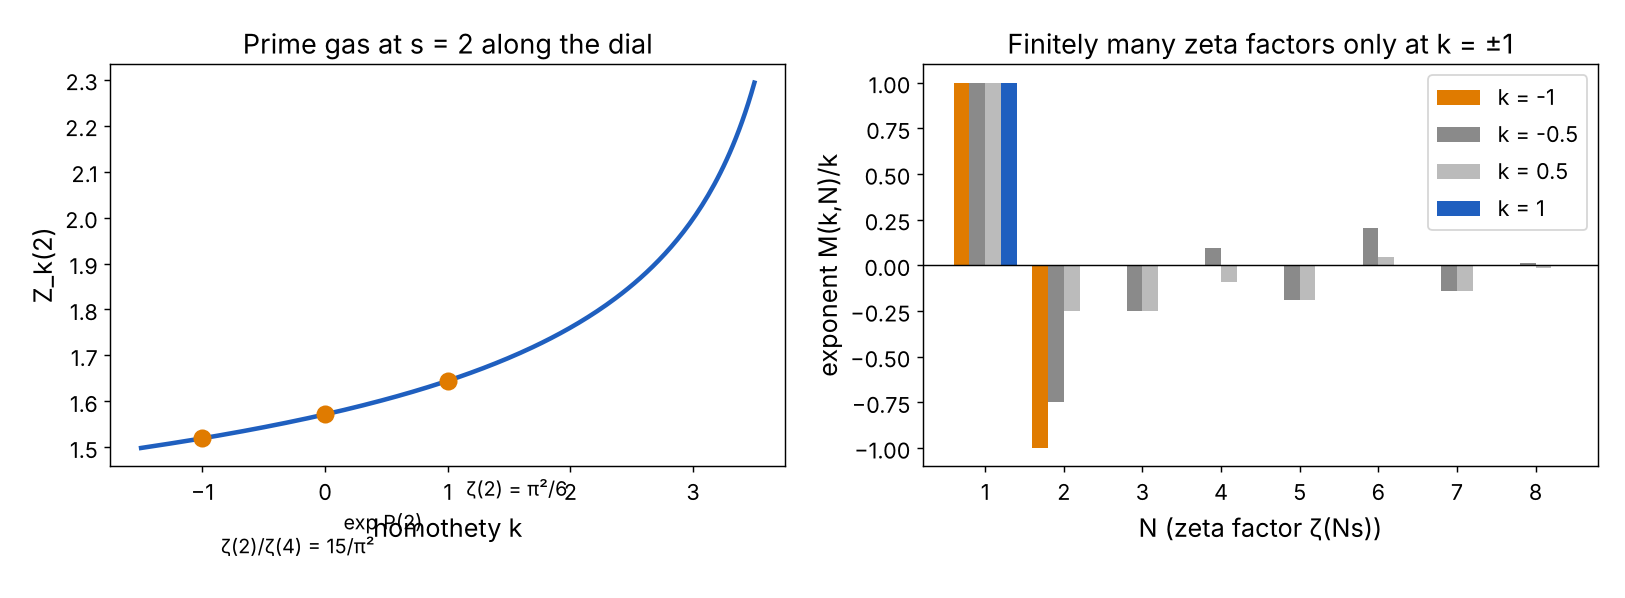 Prime gas at s = 2 along the dial
Z_k(2)
2.3
2.2
2.1
2.0
1.9
1.8
1.7
1.6
1.5
−1 0 1 2 3
ζ(2) = π²/6
exp P(2)
homothety k
ζ(2)/ζ(4) = 15/π²
Finitely many zeta factors only at k = ±1
exponent M(k,N)/k
1.00
0.75
0.50
0.25
0.00
−0.25
−0.50
−0.75
−1.00
k = -1
k = -0.5
k = 0.5
k = 1
1 2 3 4 5 6 7 8
N (zeta factor ζ(Ns))